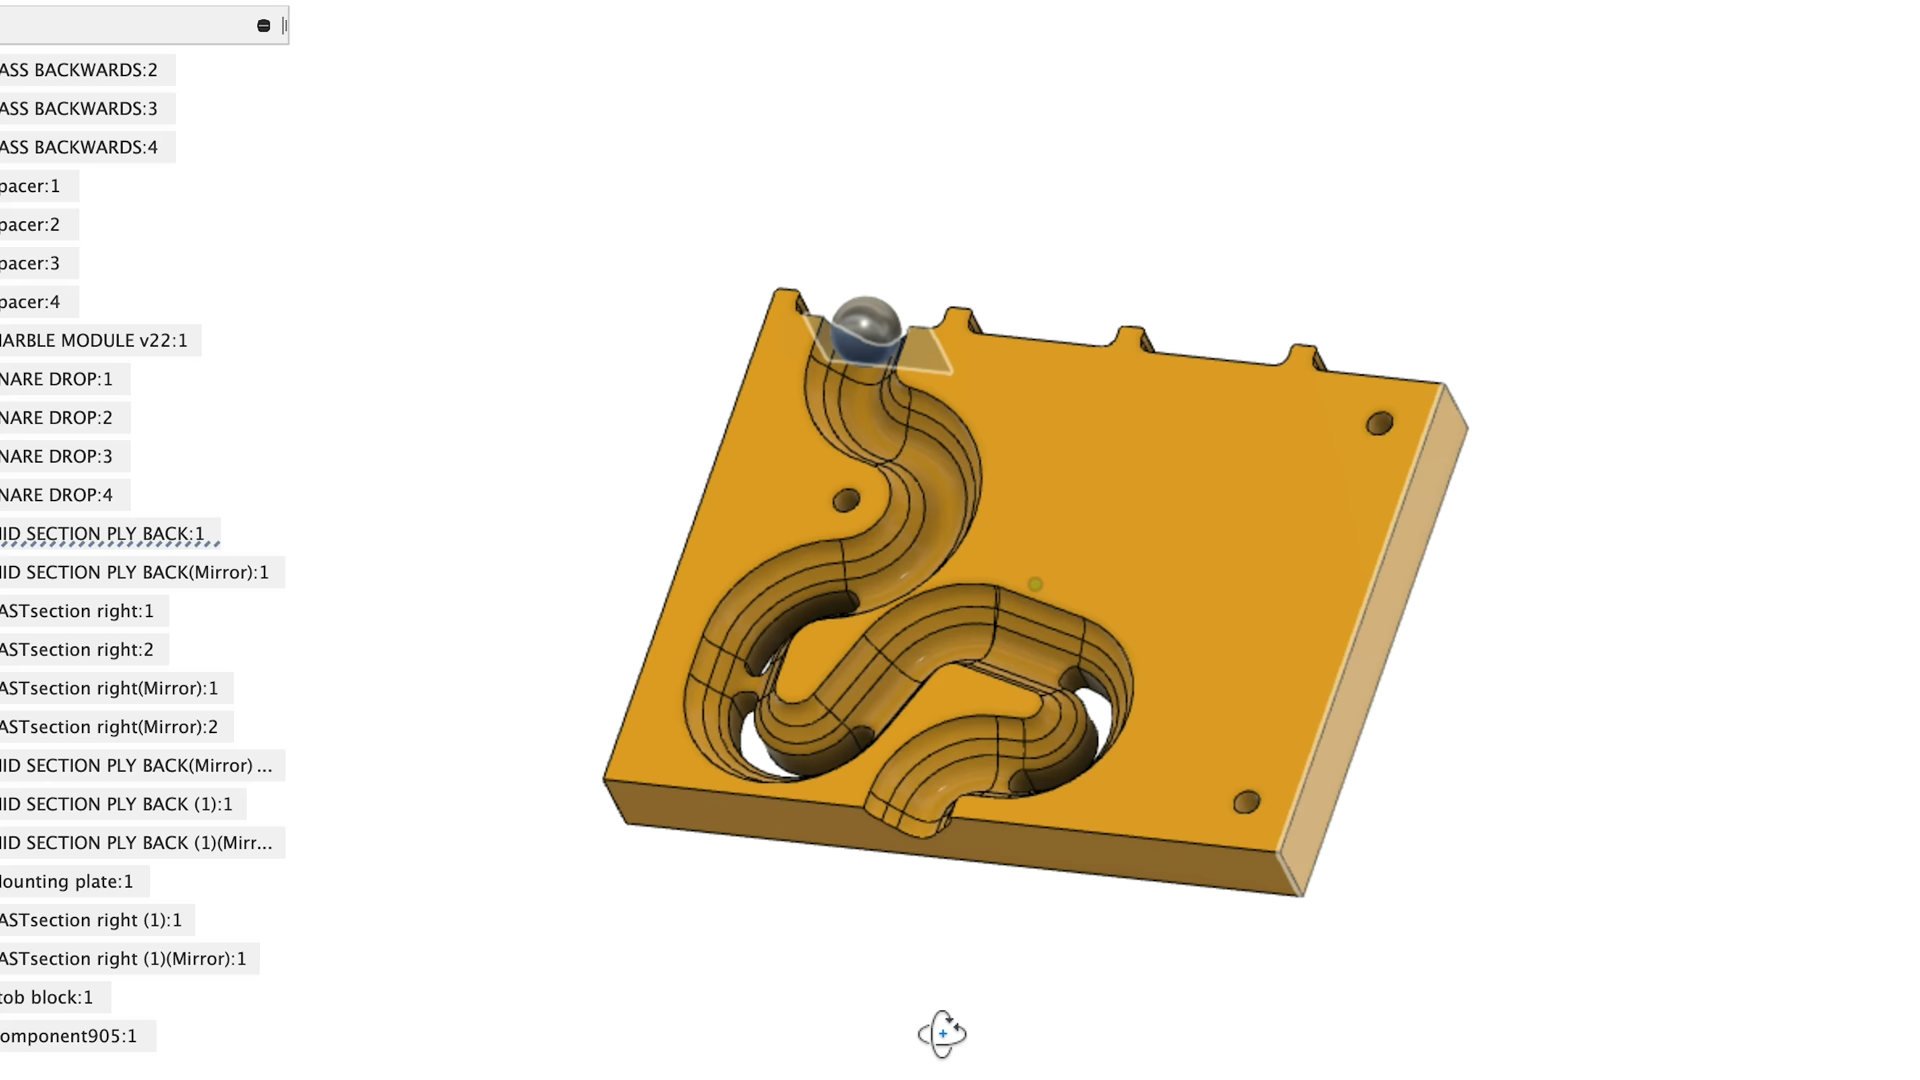 ASS BACKWARDS:2
ASS BACKWARDS:3
ASS BACKWARDS:4
pacer:1
pacer:2
pacer:3
pacer:4
ARBLE MODULE v22:1
NARE DROP:1
NARE DROP:2
NARE DROP:3
NARE DROP:4
ID SECTION PLY BACK:1
ID SECTION PLY BACK(Mirror):1
ASTsection right:1
ASTsection right:2
ASTsection right(Mirror):1
ASTsection right(Mirror):2
ID SECTION PLY BACK(Mirror) ...
ID SECTION PLY BACK (1):1
ID SECTION PLY BACK (1)(Mirr...
ounting plate:1
ASTsection right (1):1
ASTsection right (1)(Mirror):1
tob block:1
omponent905:1